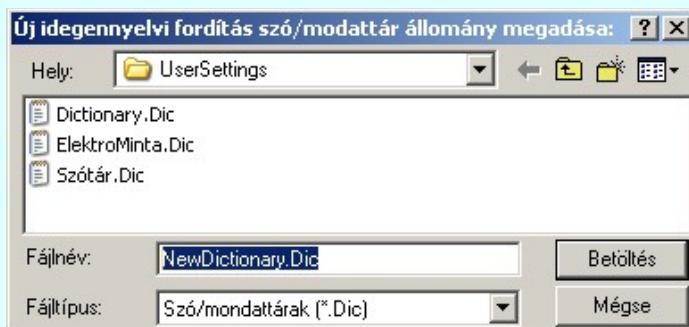 Új idegennyelvi fordítás szó/modattár állomány megadása:
Hely: UserSettings
Dictionary.Dic
ElektroMinta.Dic
Szótár.Dic
Fájlnév: NewDictionary.Dic Betöltés
Fájltípus: Szó/mondattárak (*.Dic) Mégse